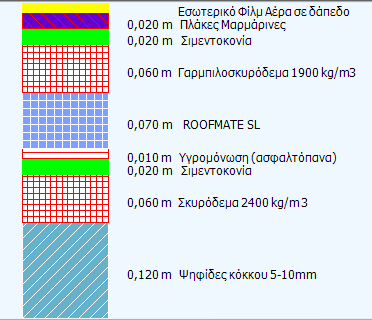 Εσωτερικό Φίλμ Αέρα σε δάπεδο
0,020 m Πλάκες Μαρμάρινες
0,020 m Σιμεντοκονία
0,060 m Γαρμπιλοσκυρόδεμα 1900 kg/m3
0,070 m ROOFMATE SL
0,010 m Υγρομόνωση (ασφαλτόπανα)
0,020 m Σιμεντοκονία
0,060 m Σκυρόδεμα 2400 kg/m3
0,120 m Ψηφίδες κόκκου 5-10mm